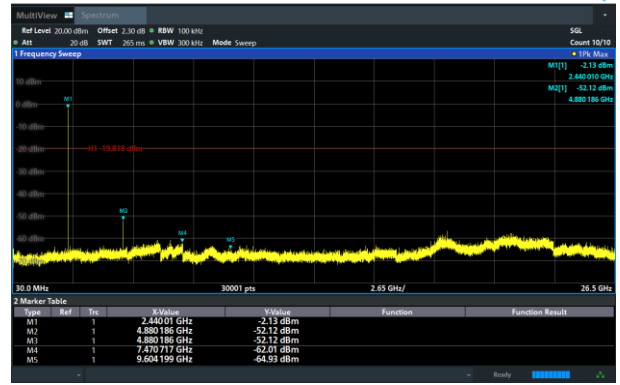 MultiView Spectrum
Ref Level 20.00 dBm Offset 2.30 dB RBW 100 kHz SGL
Att 20 dB SWT 265 ms VBW 300 kHz Mode Sweep Count 10/10
1 Frequency Sweep 1Pk Max
M1[1] -2.13 dBm
2.440 010 GHz
M2[1] -52.12 dBm
4.880 186 GHz
10 dBm
0 dBm
M1
-10 dBm
-20 dBm
H1 -19.818 dBm
-30 dBm
-40 dBm
-50 dBm
M3
M4
M5
-60 dBm
30.0 MHz 30001 pts 2.65 GHz/ 26.5 GHz
2 Marker Table
Type Ref Trc X-Value Y-Value Function Function Result
M1 1 2.440 01 GHz -2.13 dBm
M2 1 4.880 186 GHz -52.12 dBm
M3 1 4.880 186 GHz -52.12 dBm
M4 1 7.470 717 GHz -62.01 dBm
M5 1 9.604 199 GHz -64.93 dBm
Ready